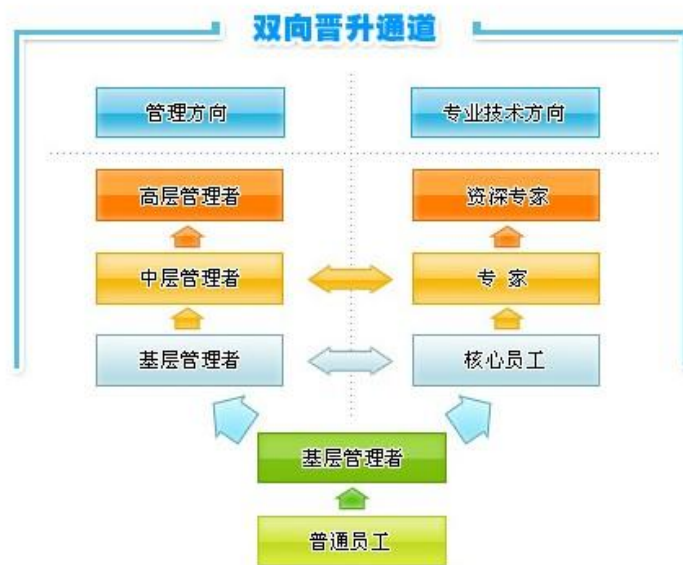 双向晋升通道
管理方向
专业技术方向
高层管理者
资深专家
中层管理者
专 家
基层管理者
核心员工
基层管理者
普通员工